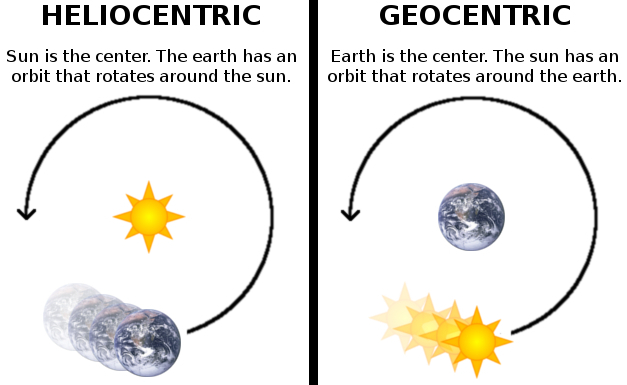 HELIOCENTRIC
Sun is the center. The earth has an
orbit that rotates around the sun.
GEOCENTRIC
Earth is the center. The sun has an
orbit that rotates around the earth.